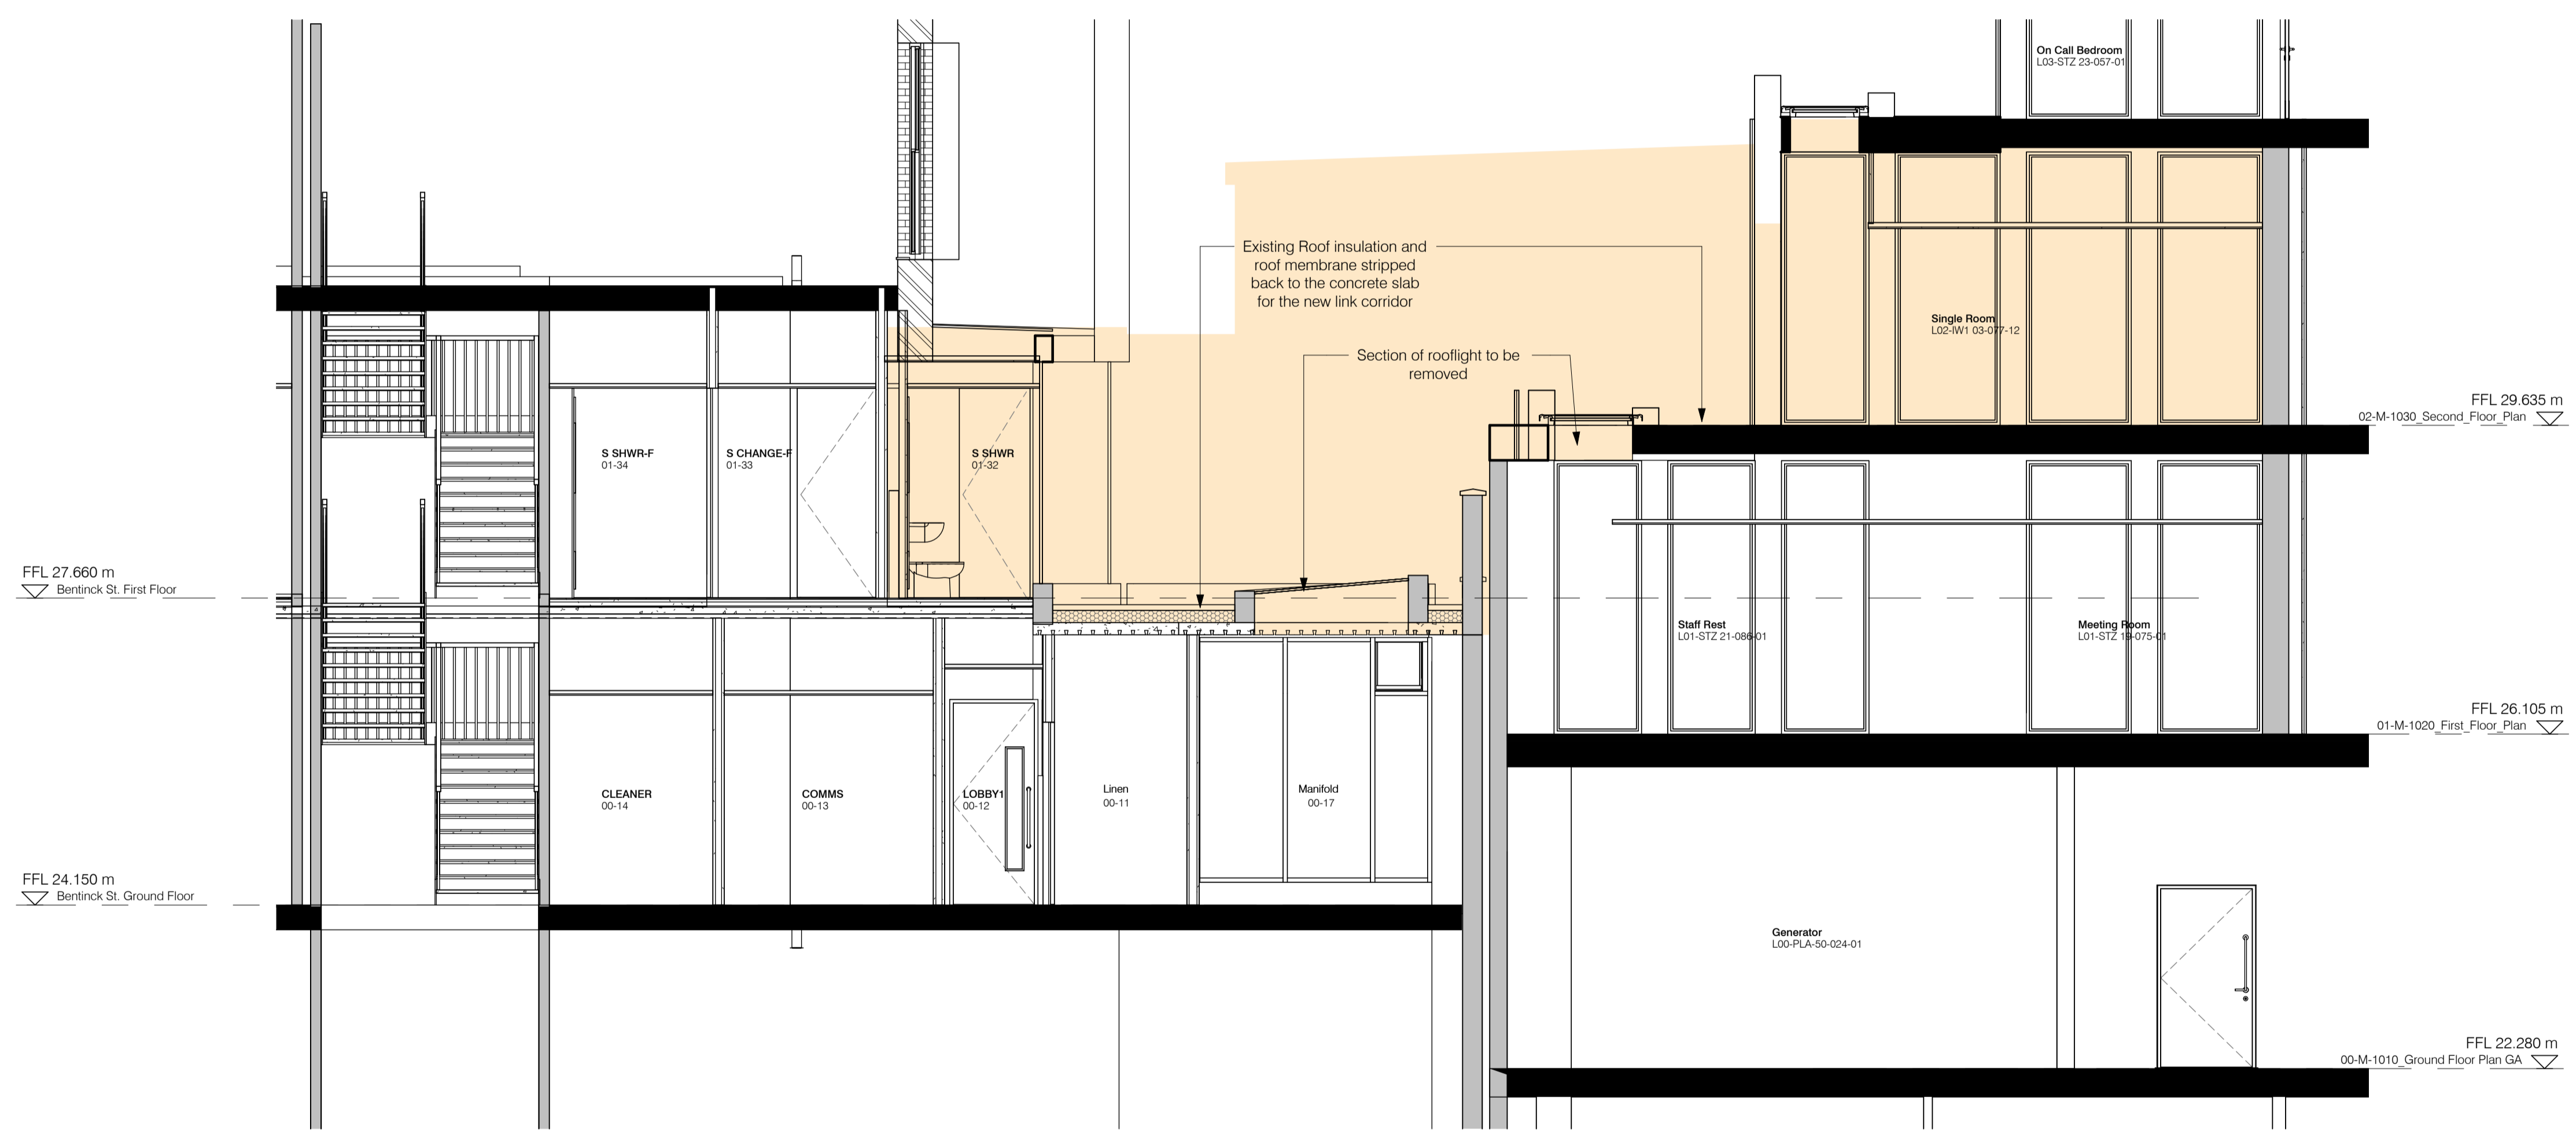 On Call Bedroom
L03-STZ 23-057-01
Existing Roof insulation and
roof membrane stripped
back to the concrete slab
for the new link corridor
Single Room
L02-IW1 03-077-12
Section of rooflight to be
removed
FFL 29.635 m
02-M-1030_Second_Floor_Plan
S SHWR-F
01-34
S CHANGE-F
01-33
S SHWR
01-32
FFL 27.660 m
Bentinck St. First Floor
Staff Rest
L01-STZ 21-086-01
Meeting Room
L01-STZ 19-075-01
FFL 26.105 m
01-M-1020_First_Floor_Plan
CLEANER
00-14
COMMS
00-13
LOBBY1
00-12
Linen
00-11
Manifold
00-17
FFL 24.150 m
Bentinck St. Ground Floor
Generator
L00-PLA-50-024-01
FFL 22.280 m
00-M-1010_Ground Floor Plan GA